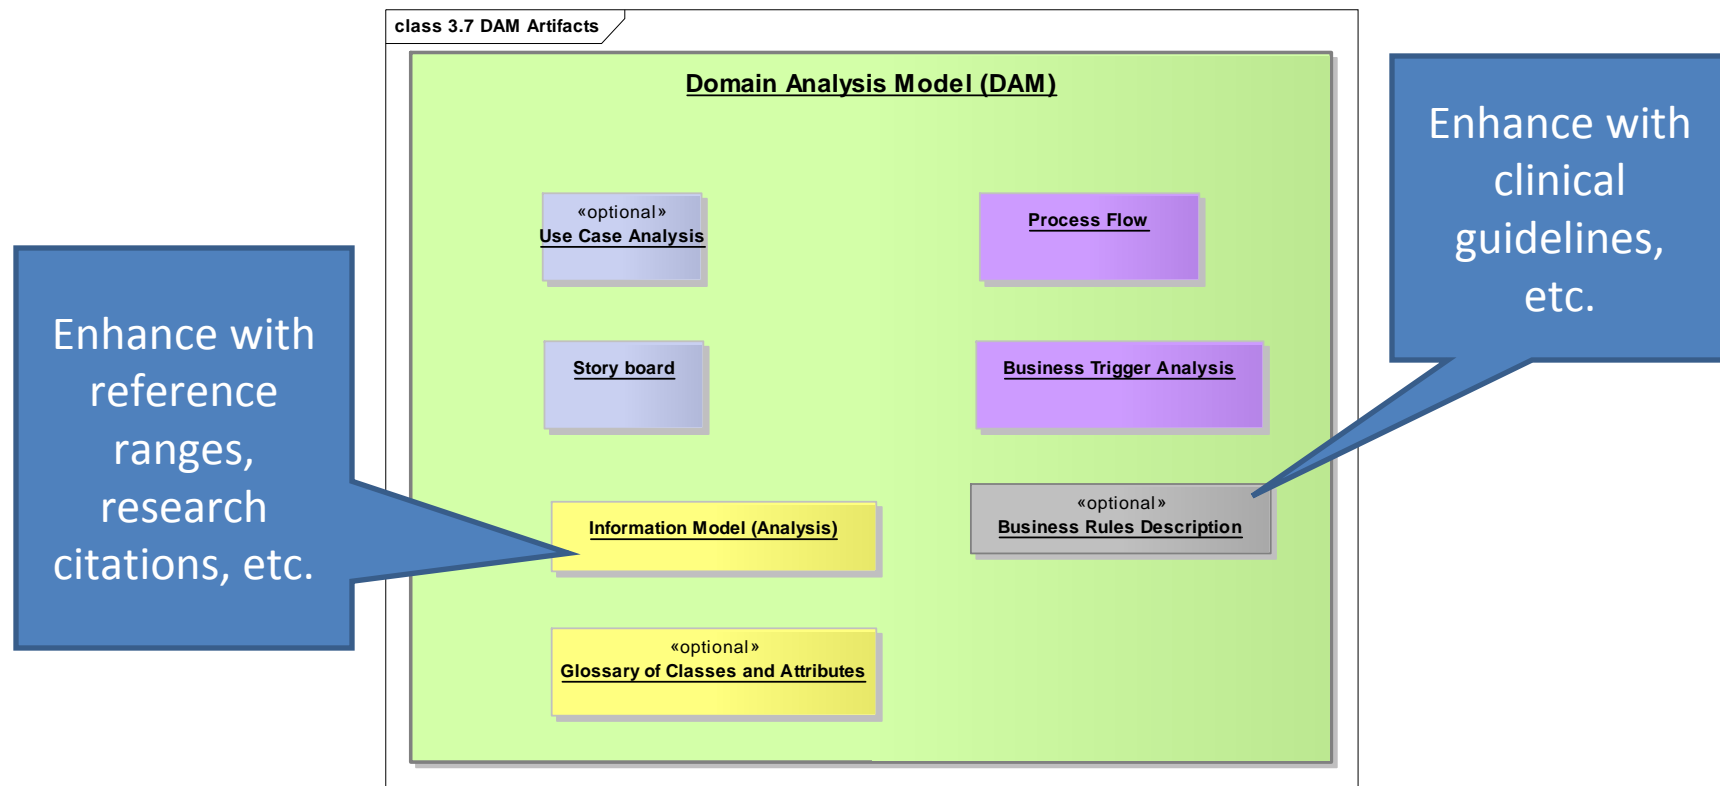 class 3.7 DAM Artifacts
Domain Analysis Model (DAM)
«optional»
Use Case Analysis
Process Flow
Story board
Business Trigger Analysis
Information Model (Analysis)
«optional»
Business Rules Description
«optional»
Glossary of Classes and Attributes
Enhance with
reference
ranges,
research
citations, etc.
Enhance with
clinical
guidelines,
etc.